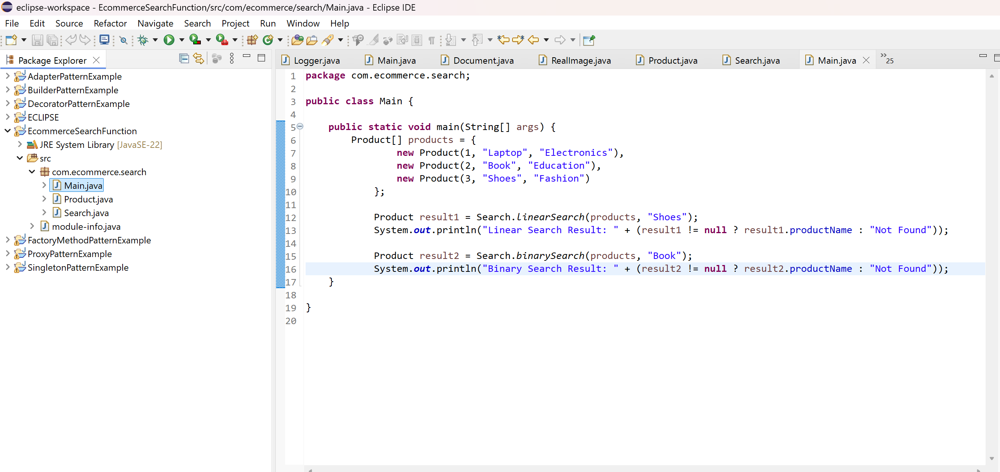 eclipse-workspace - EcommerceSearchFunction/src/com/ecommerce/search/Main.java - Eclipse IDE
File Edit Source Refactor Navigate Search Project Run Window Help
Package Explorer
AdapterPatternExample
BuilderPatternExample
DecoratorPatternExample
ECLIPSE
EcommerceSearchFunction
JRE System Library [JavaSE-22]
src
com.ecommerce.search
Main.java
Product.java
Search.java
module-info.java
FactoryMethodPatternExample
ProxyPatternExample
SingletonPatternExample
Logger.java Main.java Document.java RealImage.java Product.java Search.java Main.java »25
1 package com.ecommerce.search;
2
3 public class Main {
4
5 public static void main(String[] args) {
6 Product[] products = {
7 new Product(1, "Laptop", "Electronics"),
8 new Product(2, "Book", "Education"),
9 new Product(3, "Shoes", "Fashion")
10 };
11
12 Product result1 = Search.linearSearch(products, "Shoes");
13 System.out.println("Linear Search Result: " + (result1 != null ? result1.productName : "Not Found"));
14
15 Product result2 = Search.binarySearch(products, "Book");
16 System.out.println("Binary Search Result: " + (result2 != null ? result2.productName : "Not Found"));
17 }
18
19 }
20